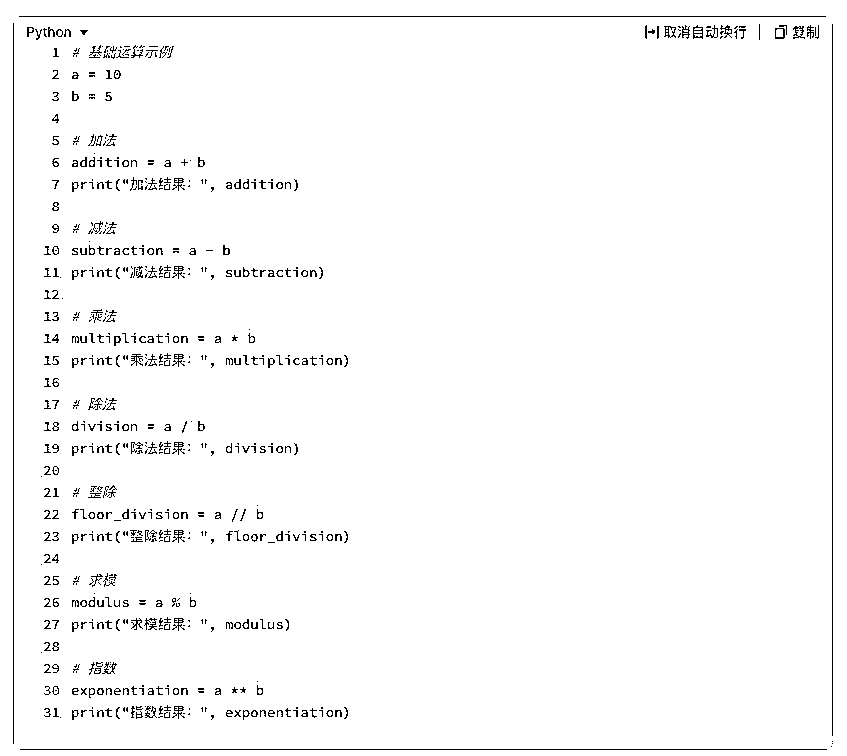 Python
取消自动换行 | 复制
1 # 基础运算示例
2 a = 10
3 b = 5
4
5 # 加法
6 addition = a + b
7 print("加法结果：", addition)
8
9 # 减法
10 subtraction = a - b
11 print("减法结果：", subtraction)
12
13 # 乘法
14 multiplication = a * b
15 print("乘法结果：", multiplication)
16
17 # 除法
18 division = a / b
19 print("除法结果：", division)
20
21 # 整除
22 floor_division = a // b
23 print("整除结果：", floor_division)
24
25 # 求模
26 modulus = a % b
27 print("求模结果：", modulus)
28
29 # 指数
30 exponentiation = a ** b
31 print("指数结果：", exponentiation)